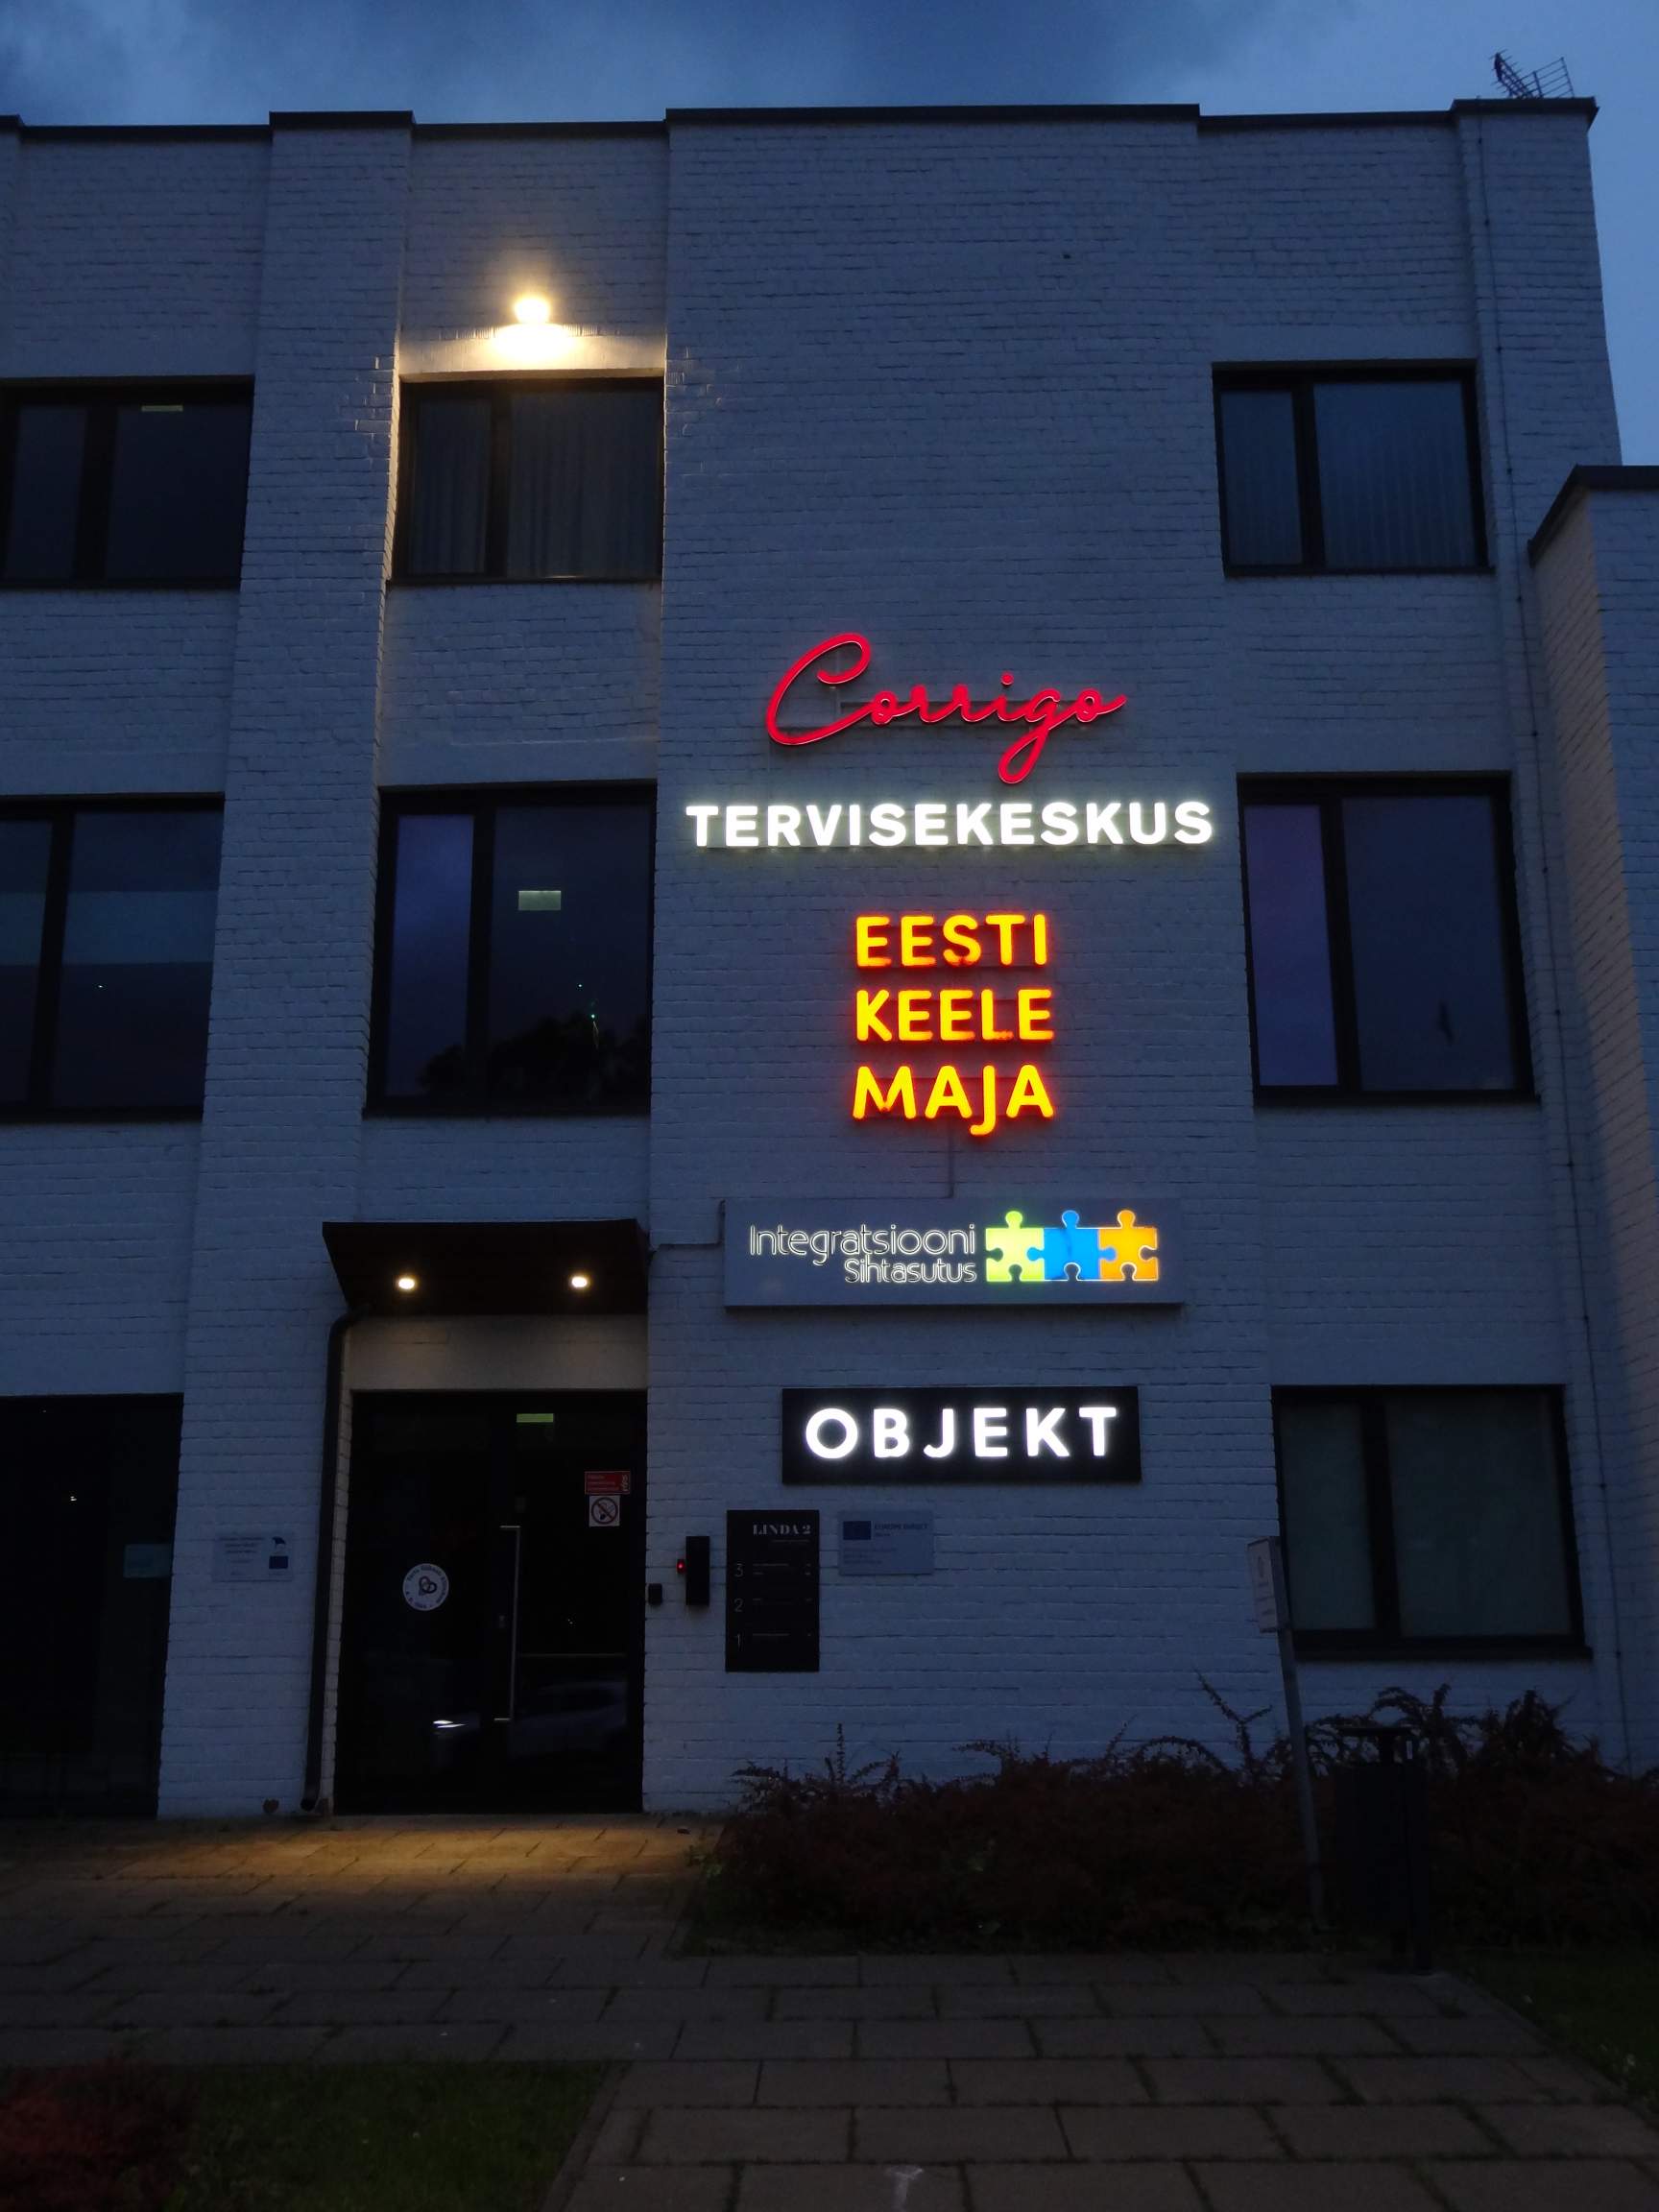 Corrigo
TERVISEKESKUS
EESTI
KEELE
MAJA
Integratsiooni
Sihtasutus
OBJEKT
LINDA 2
3
2
1